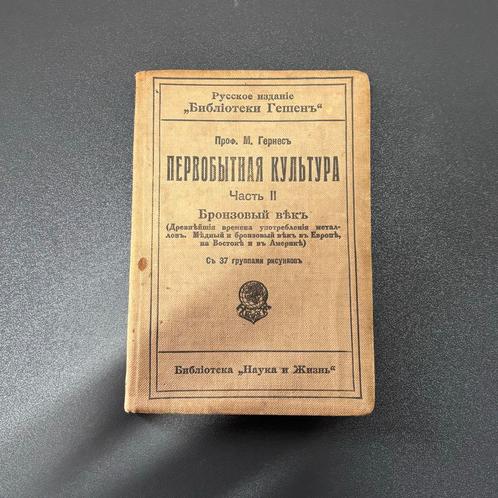 Русское изданіе
„Библіотеки Гешенъ“
Проф. М. Гернесъ
ПЕРВОБЫТНАЯ КУЛЬТУРА
Часть II
Бронзовый вѣкъ
(Древнѣйшія времена употребленія метал-
ловъ. Мѣдный и бронзовый вѣкъ въ Европѣ,
на Востокѣ и въ Америкѣ)
Съ 37 группами рисунковъ
Библіотека „Наука и Жизнь“